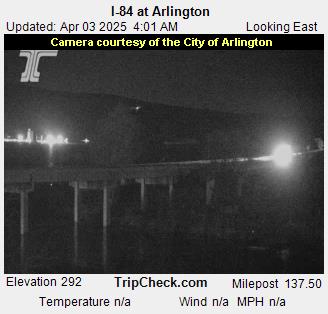 I-84 at Arlington
Updated: Apr 03 2025 4:01 AM Looking East
Camera courtesy of the City of Arlington
Elevation 292 TripCheck.com Milepost 137.50
Temperature n/a Wind n/a MPH n/a